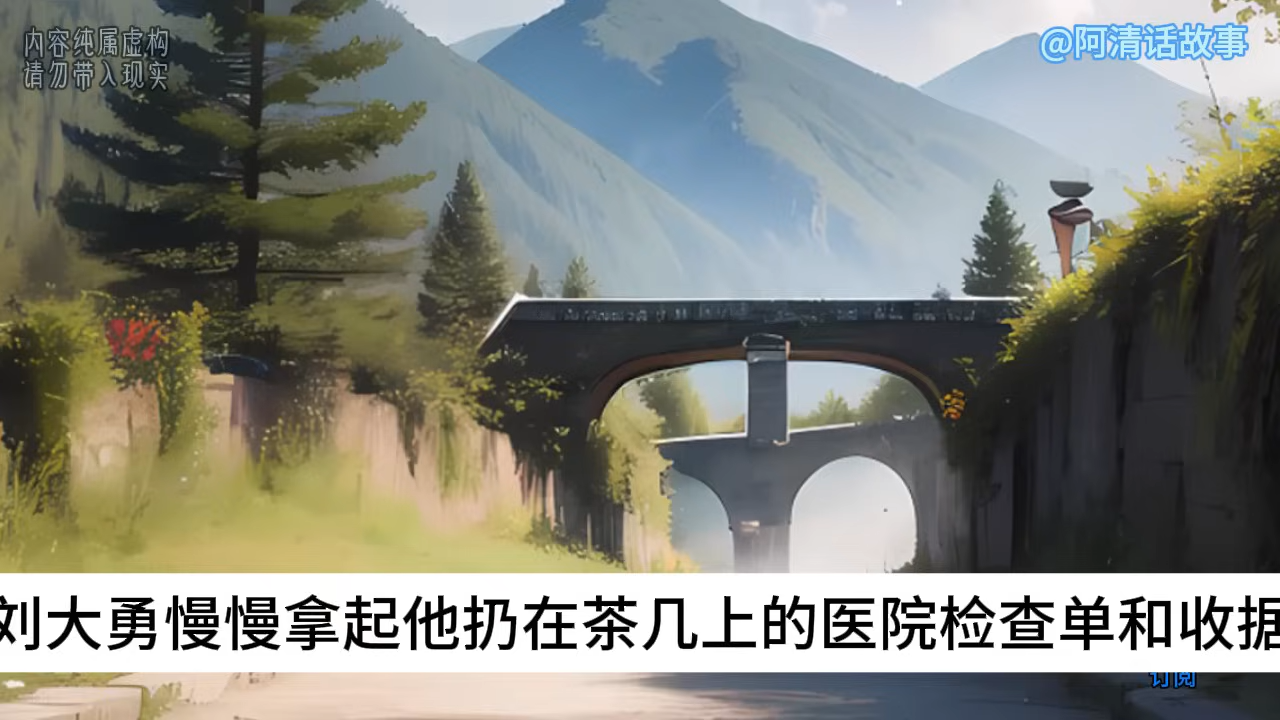 内容纯属虚构
请勿带入现实
@阿清话故事
刘大勇慢慢拿起他扔在茶几上的医院检查单和收据
订阅